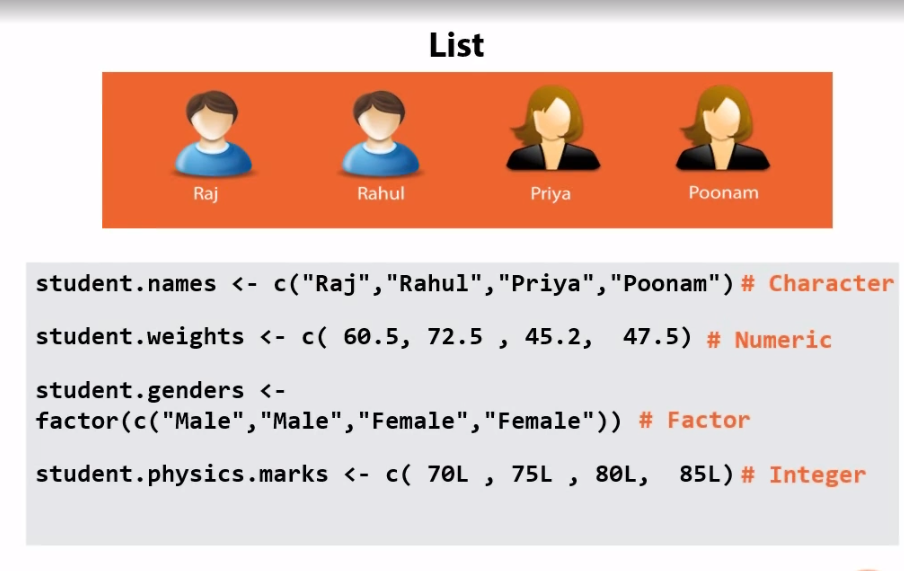 List
Raj Rahul Priya Poonam
student.names <- c("Raj","Rahul","Priya","Poonam") # Character
student.weights <- c( 60.5, 72.5 , 45.2,  47.5) # Numeric
student.genders <-
factor(c("Male","Male","Female","Female")) # Factor
student.physics.marks <- c( 70L , 75L , 80L,  85L) # Integer